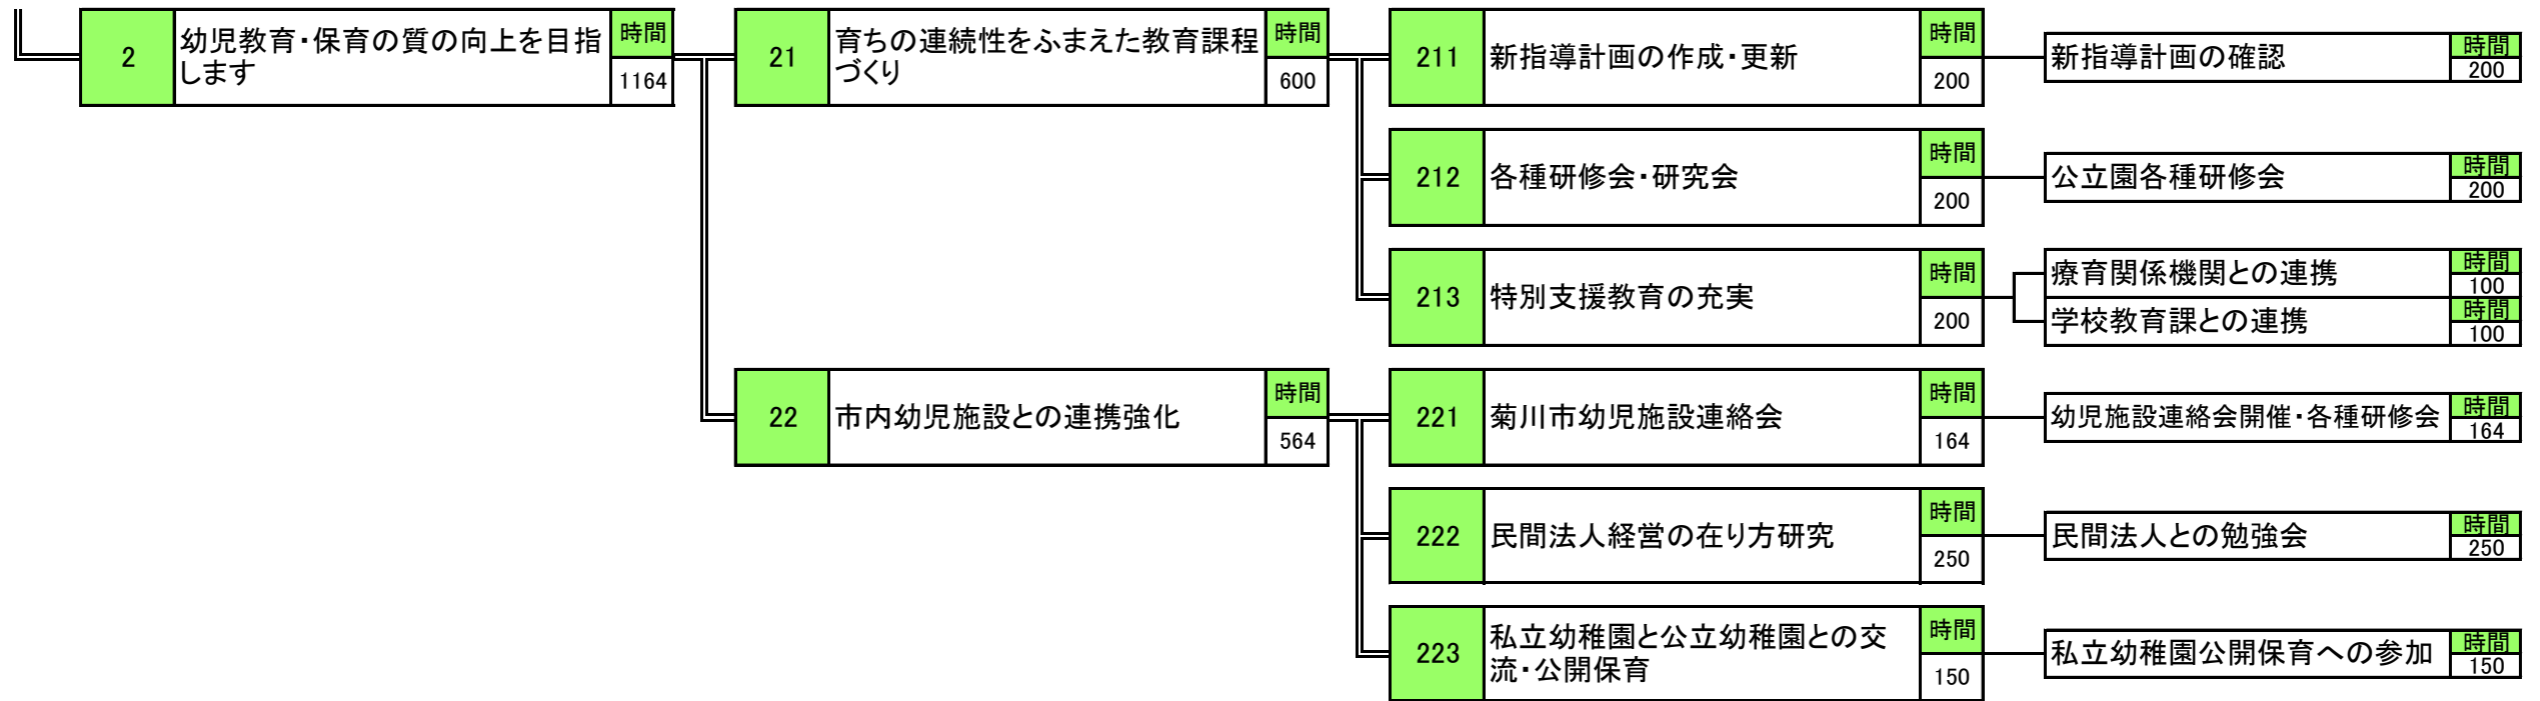 2
幼児教育・保育の質の向上を目指
します
時間
1164
21
育ちの連続性をふまえた教育課程
づくり
時間
600
211
新指導計画の作成・更新
時間
200
新指導計画の確認
時間
200
212
各種研修会・研究会
時間
200
公立園各種研修会
時間
200
213
特別支援教育の充実
時間
200
療育関係機関との連携
時間
100
学校教育課との連携
時間
100
22
市内幼児施設との連携強化
時間
564
221
菊川市幼児施設連絡会
時間
164
幼児施設連絡会開催・各種研修会
時間
164
222
民間法人経営の在り方研究
時間
250
民間法人との勉強会
時間
250
223
私立幼稚園と公立幼稚園との交
流・公開保育
時間
150
私立幼稚園公開保育への参加
時間
150